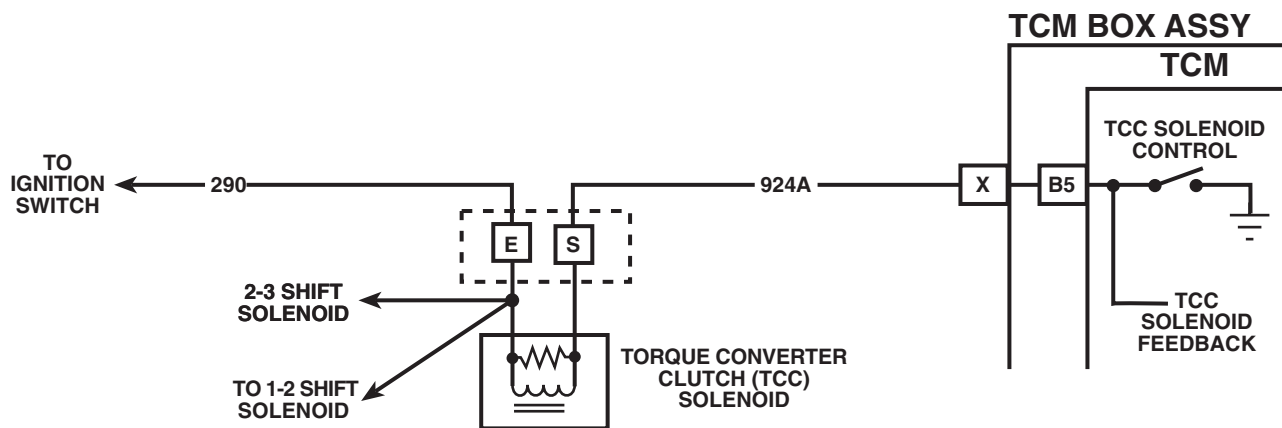 TCM BOX ASSY
TCM
TCC SOLENOID
CONTROL
TO
IGNITION
SWITCH
290
924A
X
B5
E
S
2-3 SHIFT
SOLENOID
TCC
SOLENOID
FEEDBACK
TORQUE CONVERTER
CLUTCH (TCC)
SOLENOID
TO 1-2 SHIFT
SOLENOID